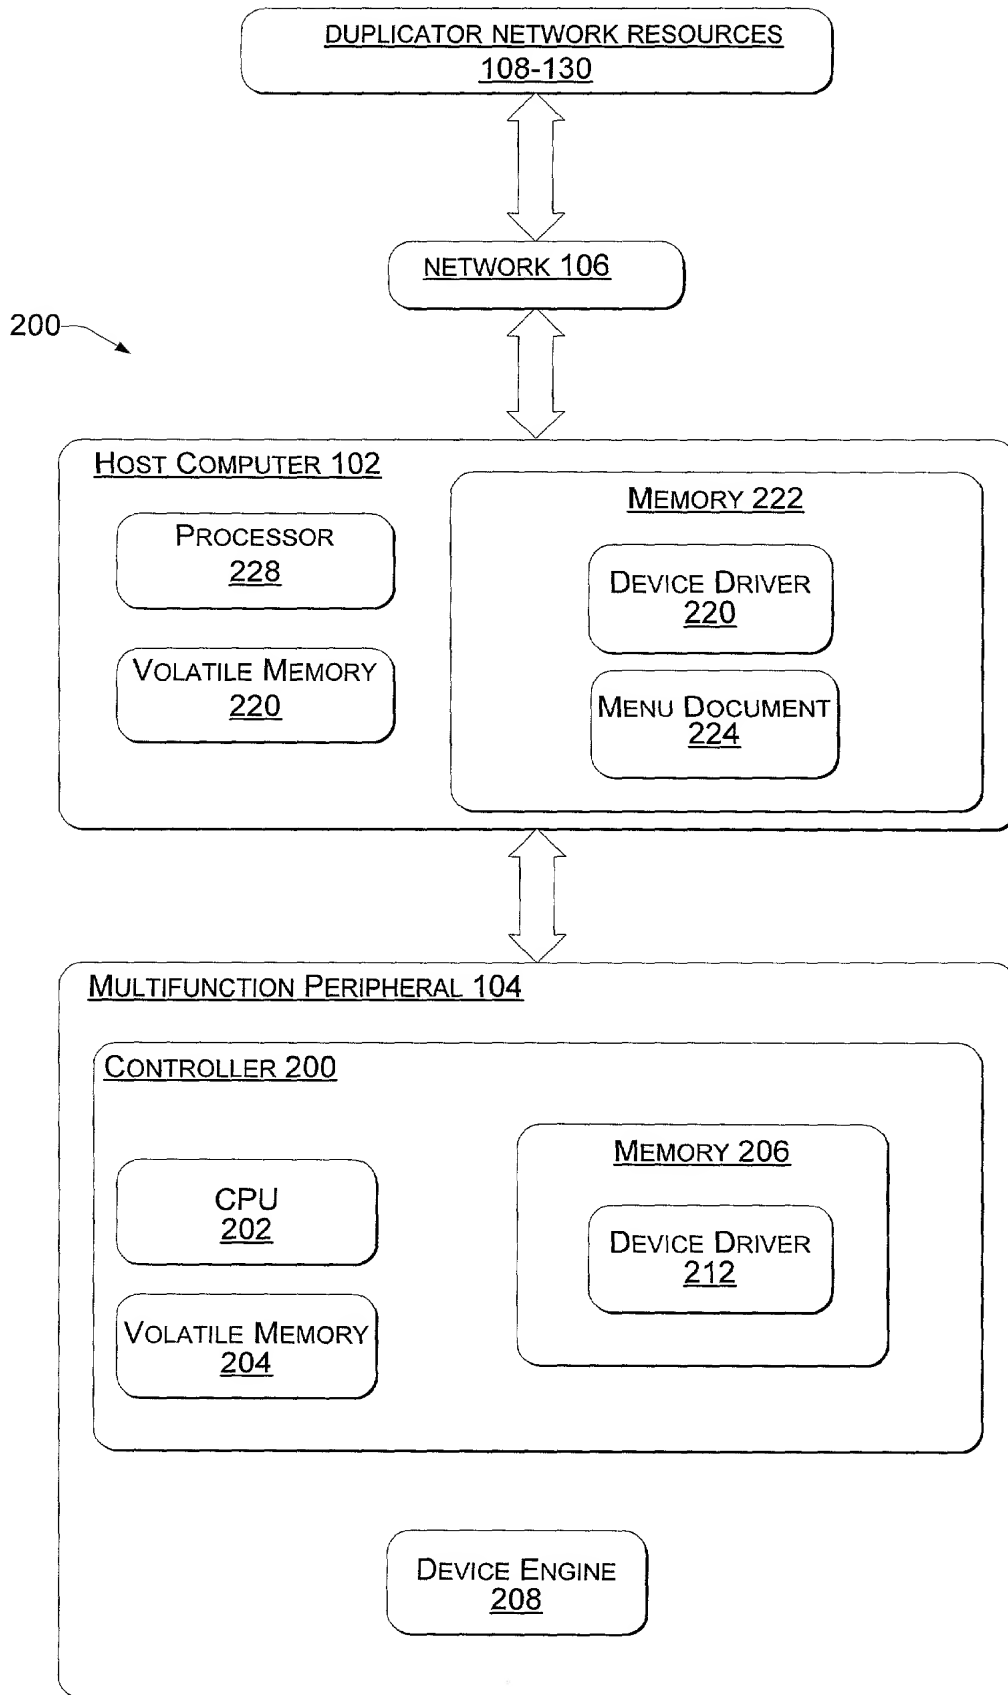 DUPLICATOR NETWORK RESOURCES
108-130
NETWORK 106
200
HOST COMPUTER 102
PROCESSOR
228
VOLATILE MEMORY
220
MEMORY 222
DEVICE DRIVER
220
MENU DOCUMENT
224
MULTIFUNCTION PERIPHERAL 104
CONTROLLER 200
CPU
202
VOLATILE MEMORY
204
MEMORY 206
DEVICE DRIVER
212
DEVICE ENGINE
208